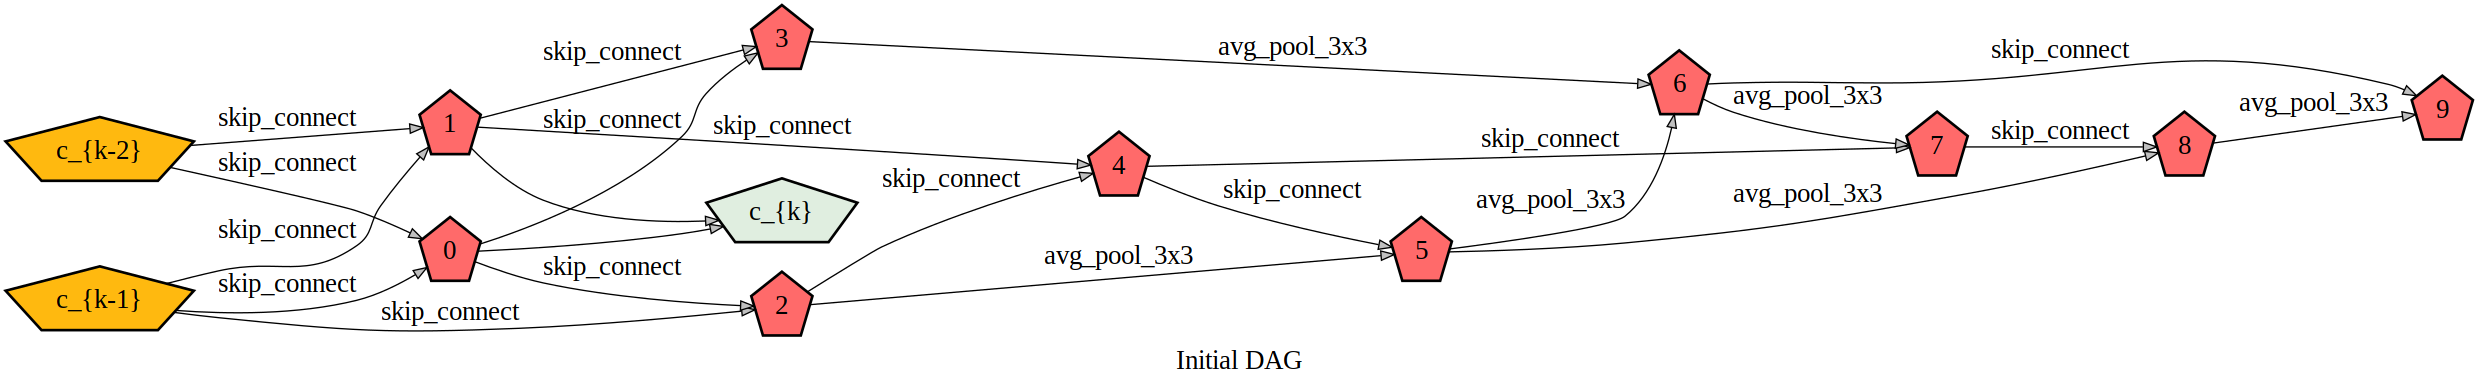 c_{k-2}
c_{k-1}
skip_connect
skip_connect
skip_connect
skip_connect
skip_connect
1
0
skip_connect
skip_connect
skip_connect
skip_connect
3
c_{k}
2
skip_connect
avg_pool_3x3
4
avg_pool_3x3
skip_connect
5
skip_connect
avg_pool_3x3
6
avg_pool_3x3
avg_pool_3x3
7
skip_connect
skip_connect
8
avg_pool_3x3
9
Initial DAG